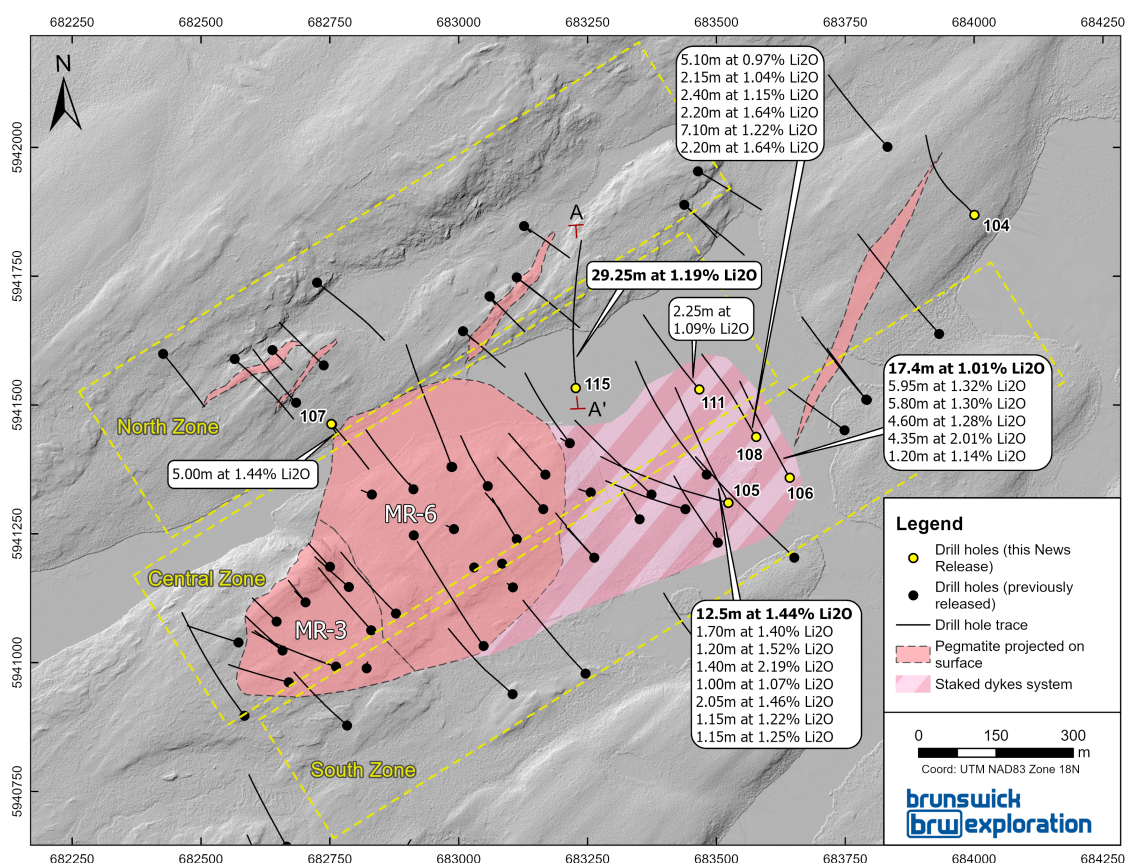 682250 682500 682750 683000 683250 683500 683750 684000 684250
N
5942000
5941750
5941500
5941250
5941000
5940750
5.10m at 0.97% Li2O
2.15m at 1.04% Li2O
2.40m at 1.15% Li2O
2.20m at 1.64% Li2O
7.10m at 1.22% Li2O
2.20m at 1.64% Li2O
104
A
29.25m at 1.19% Li2O
2.25m at
1.09% Li2O
115
A'
111
17.4m at 1.01% Li2O
5.95m at 1.32% Li2O
5.80m at 1.30% Li2O
4.60m at 1.28% Li2O
4.35m at 2.01% Li2O
1.20m at 1.14% Li2O
107
North Zone
108
5.00m at 1.44% Li2O
105
106
MR-6
Central Zone
MR-3
12.5m at 1.44% Li2O
1.70m at 1.40% Li2O
1.20m at 1.52% Li2O
1.40m at 2.19% Li2O
1.00m at 1.07% Li2O
2.05m at 1.46% Li2O
1.15m at 1.22% Li2O
1.15m at 1.25% Li2O
South Zone
Legend
Drill holes (this News
Release)
Drill holes (previously
released)
Drill hole trace
Pegmatite projected on
surface
Staked dykes system
0 150 300
m
Coord: UTM NAD83 Zone 18N
brunswick
brw exploration
682250 682500 682750 683000 683250 683500 683750 684000 684250